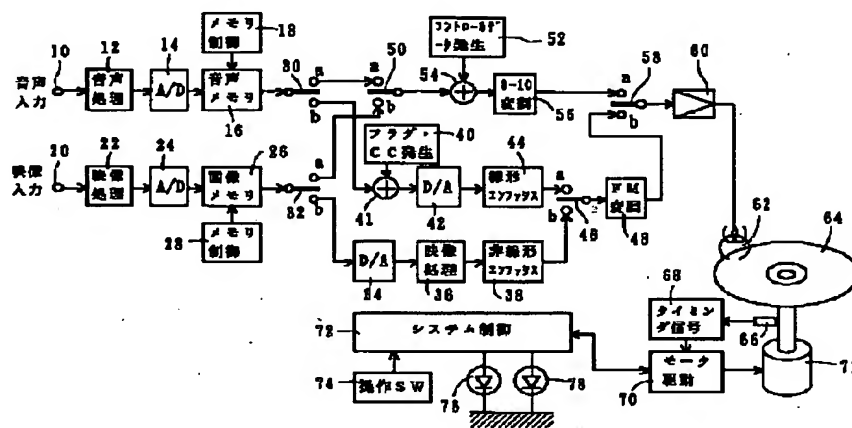 18
メモリ
制御
10
12
14
音声
入力
音声
処理
A/D
音声
メモリ
16
30
a
b
a
b
50
コントロールデ
ータ発生
52
54
8-10
変調
56
a
b
58
60
20
22
24
映像
入力
映像
処理
A/D
画像
メモリ
26
メモリ
制御
28
32
a
b
フラグ・
CC発生
40
41
D/A
42
線形
エンファシス
44
a
b
46
FM
変調
48
D/A
34
映像
処理
36
非線形
エンファシス
38
62
64
68
タイミン
グ信号
66
72
システム制御
74
操作SW
76
78
モータ
駆動
70
71